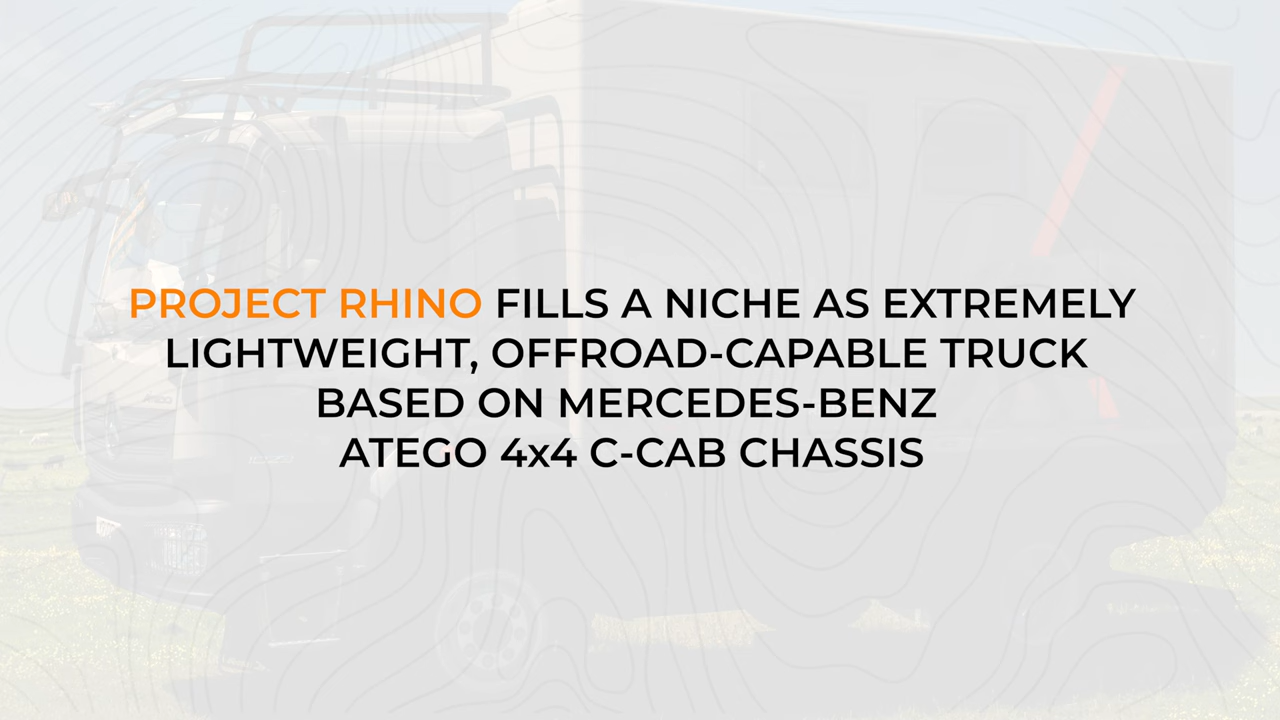 PROJECT RHINO FILLS A NICHE AS EXTREMELY
LIGHTWEIGHT, OFFROAD-CAPABLE TRUCK
BASED ON MERCEDES-BENZ
ATEGO 4x4 C-CAB CHASSIS